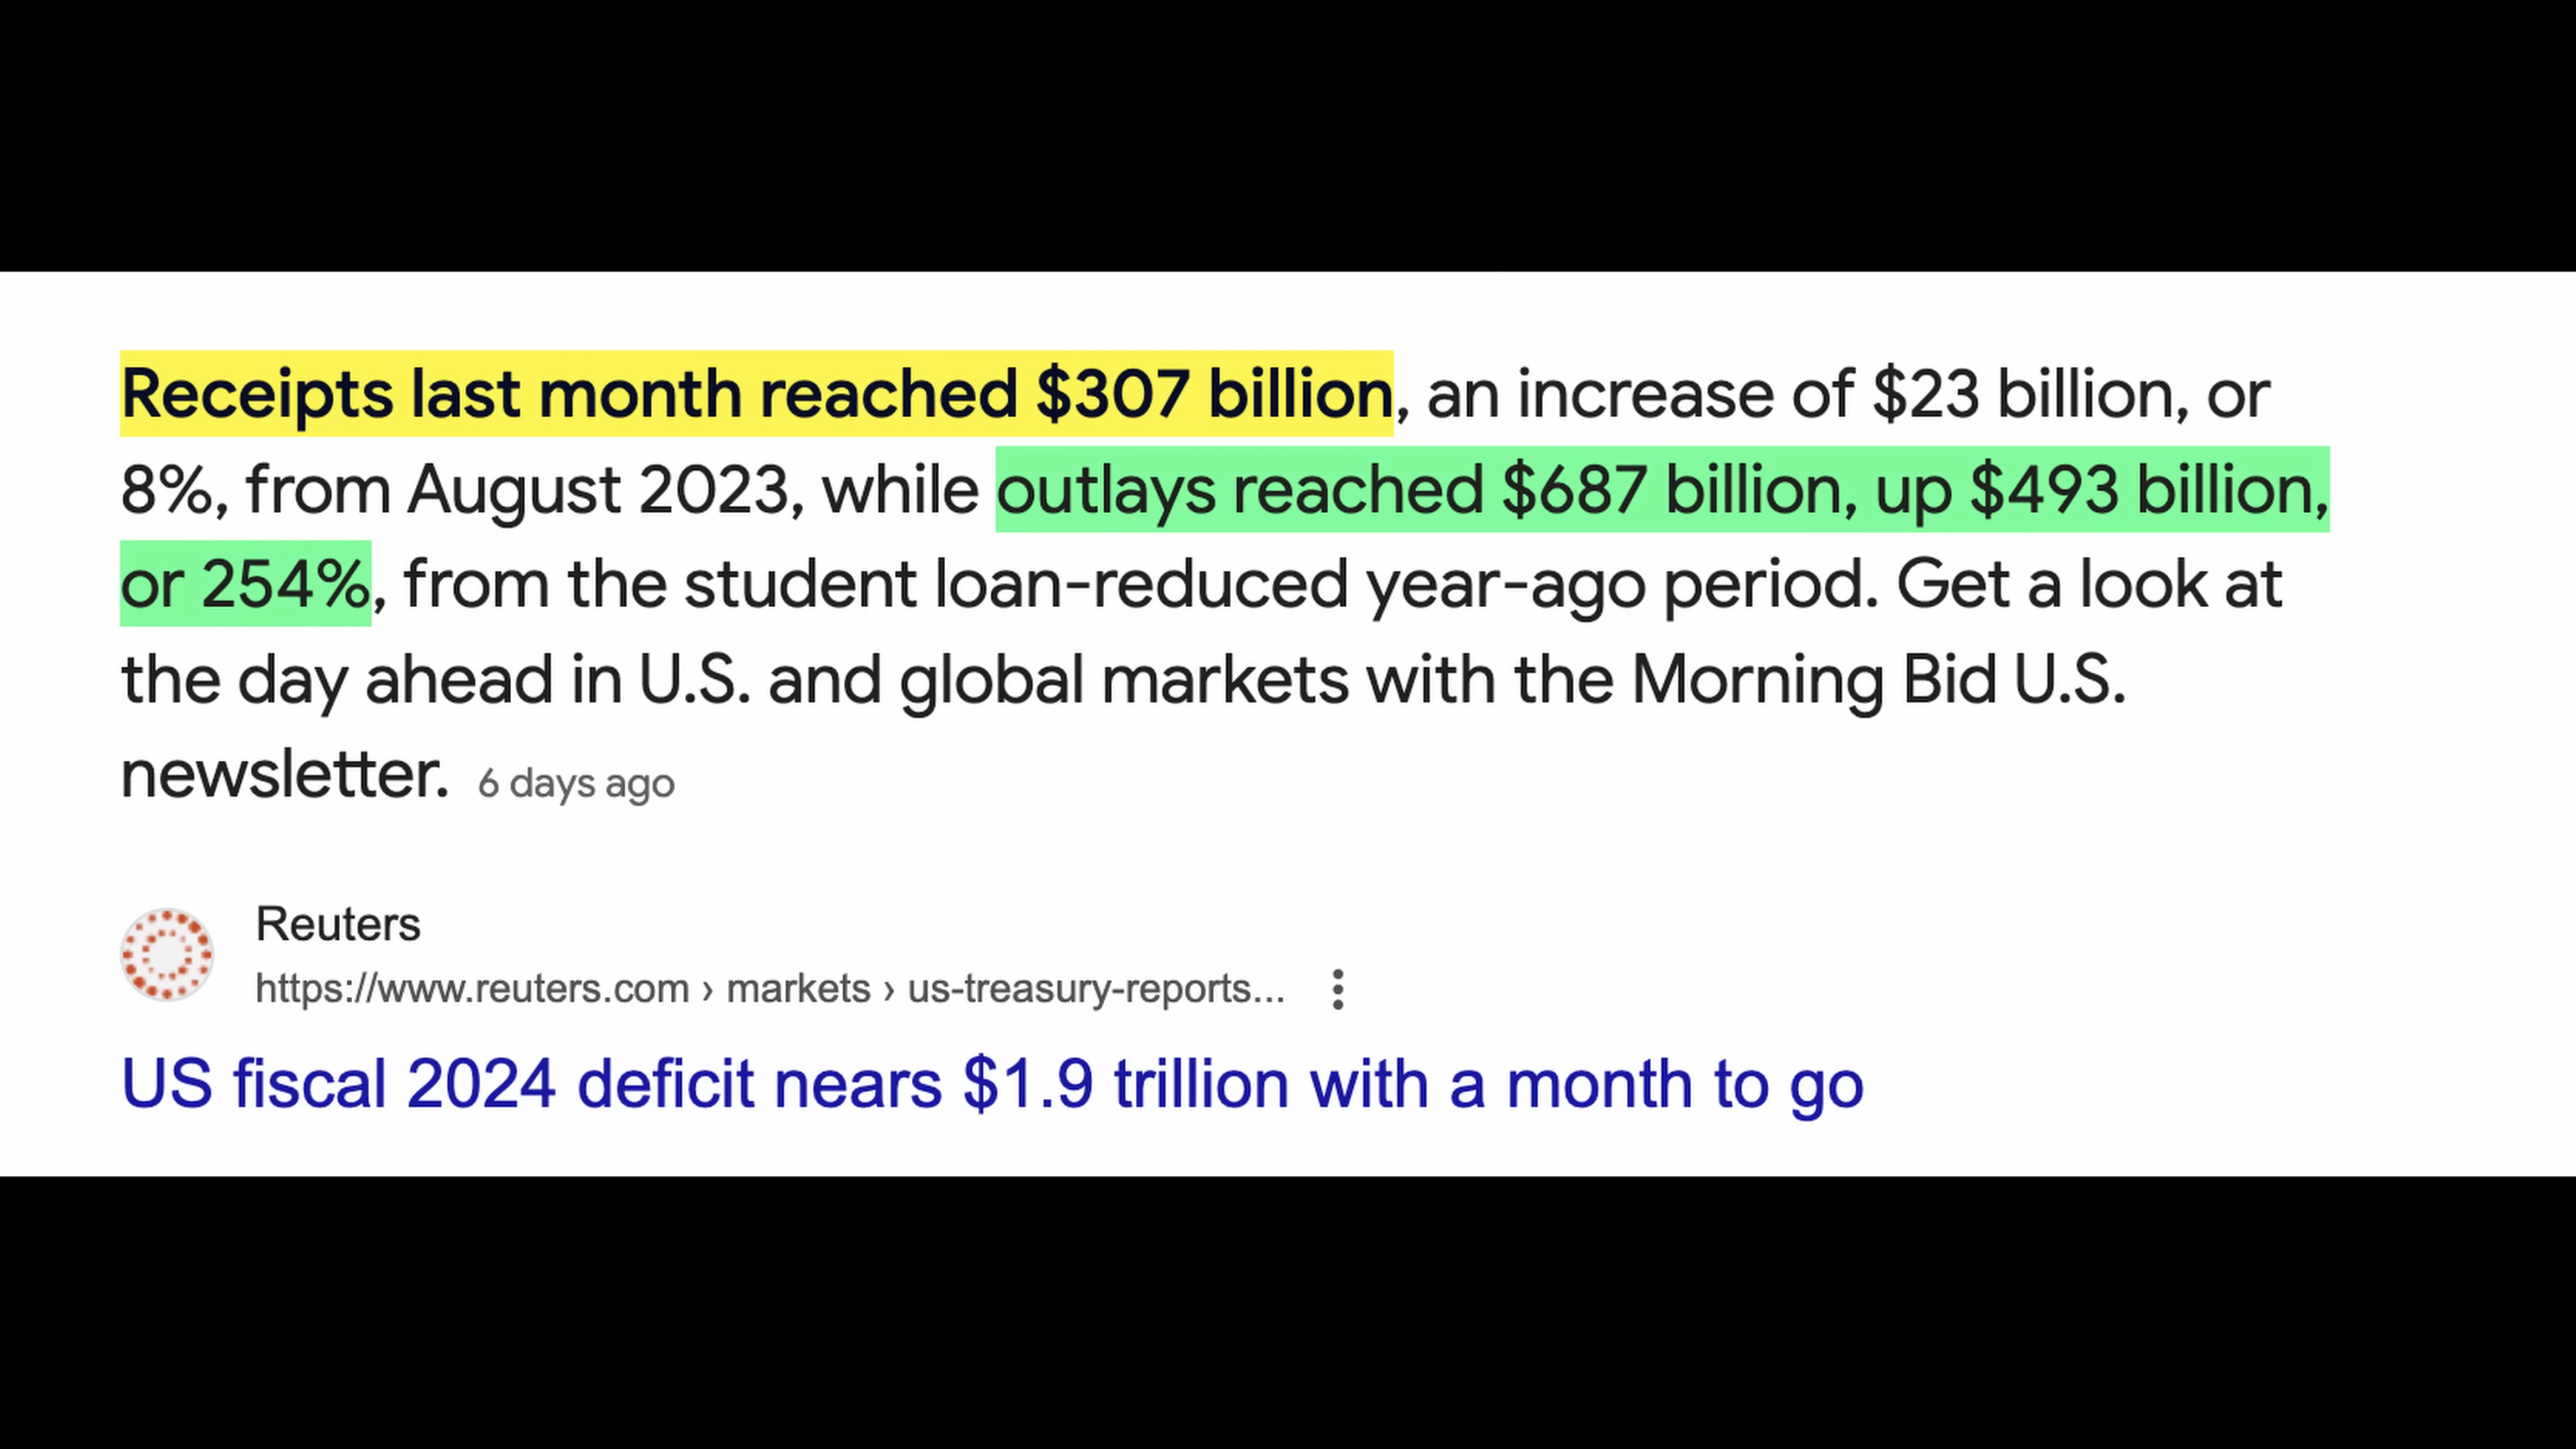 Receipts last month reached $307 billion, an increase of $23 billion, or
8%, from August 2023, while outlays reached $687 billion, up $493 billion,
or 254%, from the student loan-reduced year-ago period. Get a look at
the day ahead in U.S. and global markets with the Morning Bid U.S.
newsletter. 6 days ago
Reuters
https://www.reuters.com › markets › us-treasury-reports...
US fiscal 2024 deficit nears $1.9 trillion with a month to go